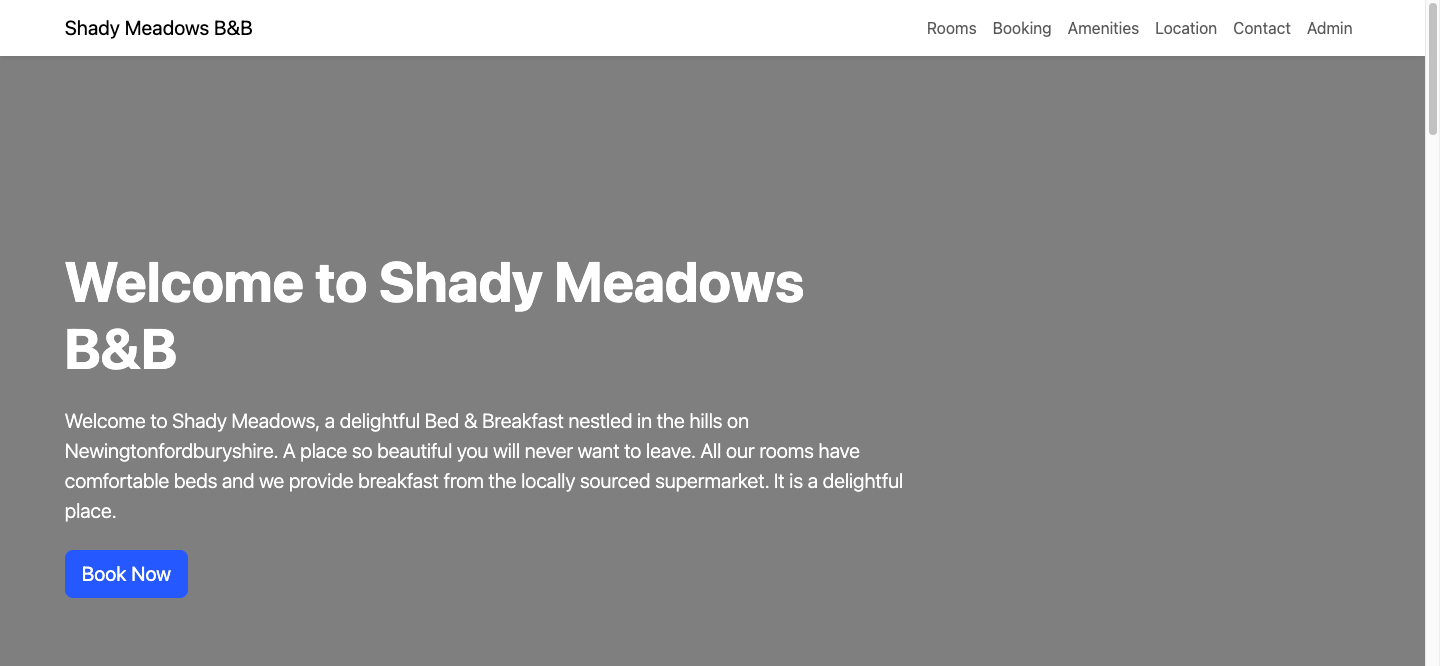 Shady Meadows B&B
Rooms Booking Amenities Location Contact Admin
Welcome to Shady Meadows
B&B
Welcome to Shady Meadows, a delightful Bed & Breakfast nestled in the hills on
Newingtonfordburyshire. A place so beautiful you will never want to leave. All our rooms have
comfortable beds and we provide breakfast from the locally sourced supermarket. It is a delightful
place.
Book Now